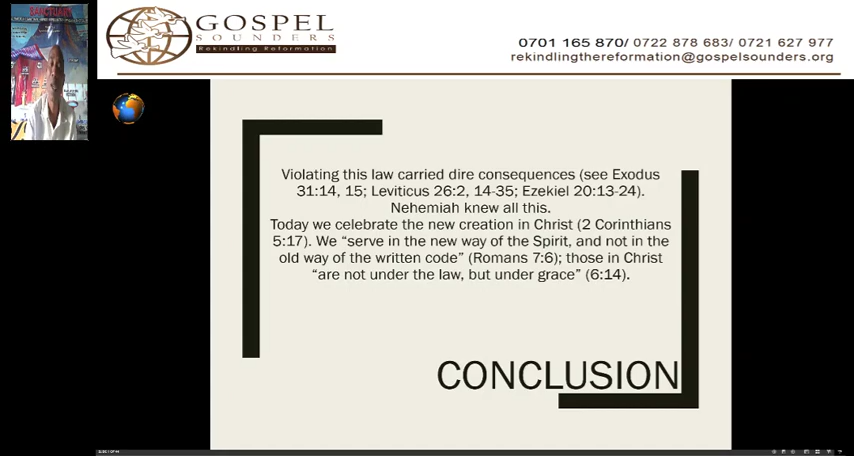 SANCTUARY
GOSPEL
SOUNDERS
Rekindling Reformation
0701 165 870/ 0722 878 683/ 0721 627 977
rekindlingthereformation@gospelsounders.org
Violating this law carried dire consequences (see Exodus
31:14, 15; Leviticus 26:2, 14-35; Ezekiel 20:13-24).
Nehemiah knew all this.
Today we celebrate the new creation in Christ (2 Corinthians
5:17). We “serve in the new way of the Spirit, and not in the
old way of the written code” (Romans 7:6); those in Christ
“are not under the law, but under grace” (6:14).
CONCLUSION